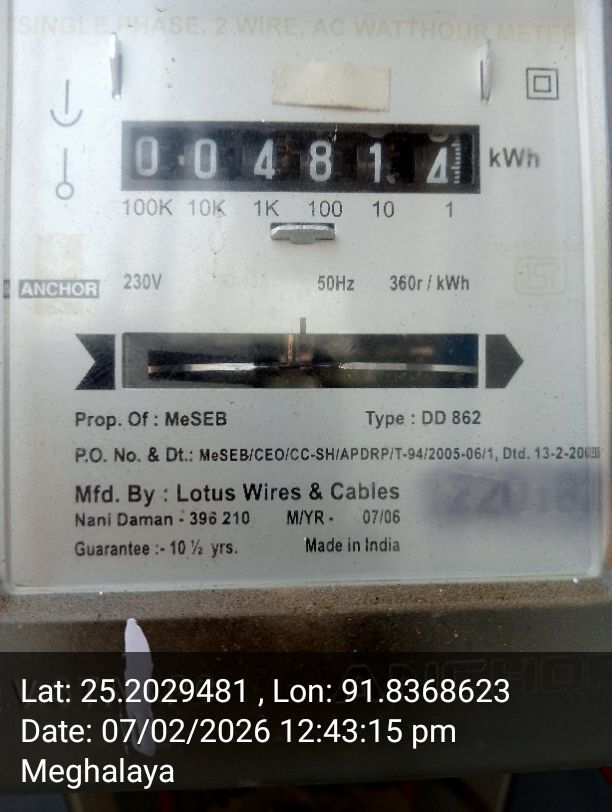 SINGLE PHASE, 2 WIRE, AC WATTHOUR METER
0 0 4 8 1 4 kWh
100K 10K 1K 100 10 1
ANCHOR 230V 50Hz 360r / kWh
Prop. Of : MeSEB Type : DD 862
P.O. No. & Dt.: MeSEB/CEO/CC-SH/APDRP/T-94/2005-06/1, Dtd. 13-2-
Mfd. By : Lotus Wires & Cables
Nani Daman - 396 210 M/YR - 07/06
Guarantee :- 10 ½ yrs. Made in India
Lat: 25.2029481 , Lon: 91.8368623
Date: 07/02/2026 12:43:15 pm
Meghalaya